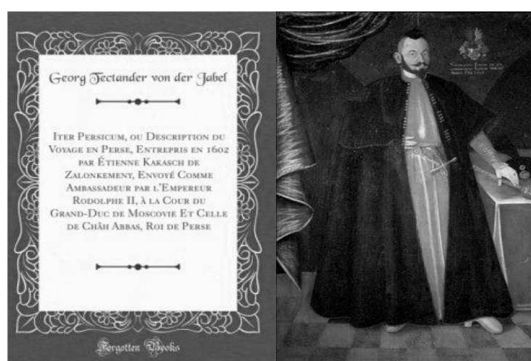 Georg Tectander von der Jabel
ITER PERSICUM, OU DESCRIPTION DU
VOYAGE EN PERSE, ENTREPRIS EN 1602
PAR ÉTIENNE KAKASCH DE
ZALONKEMENT, ENVOYÉ COMME
AMBASSADEUR PAR L'EMPEREUR
RODOLPHE II, À LA COUR DU
GRAND-DUC DE MOSCOVIE ET CELLE
DE CHÂH ABBAS, ROI DE PERSE
Forgotten Books